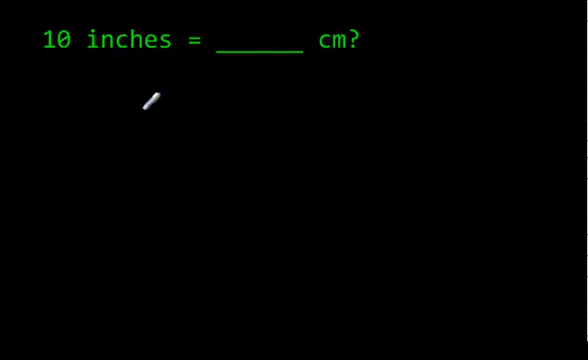 10 inches = ______ cm?